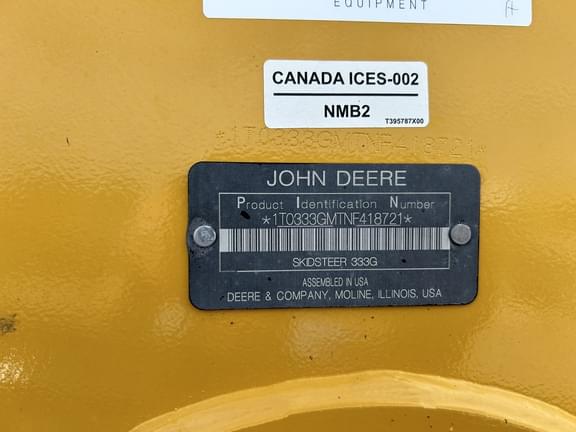 EQUIPMENT
CANADA ICES-002
NMB2
T395787X00
*1T0333GMTNF418721*
JOHN DEERE
Product Identification Number
*1T0333GMTNF418721*
SKIDSTEER 333G
ASSEMBLED IN USA
DEERE & COMPANY, MOLINE, ILLINOIS, USA